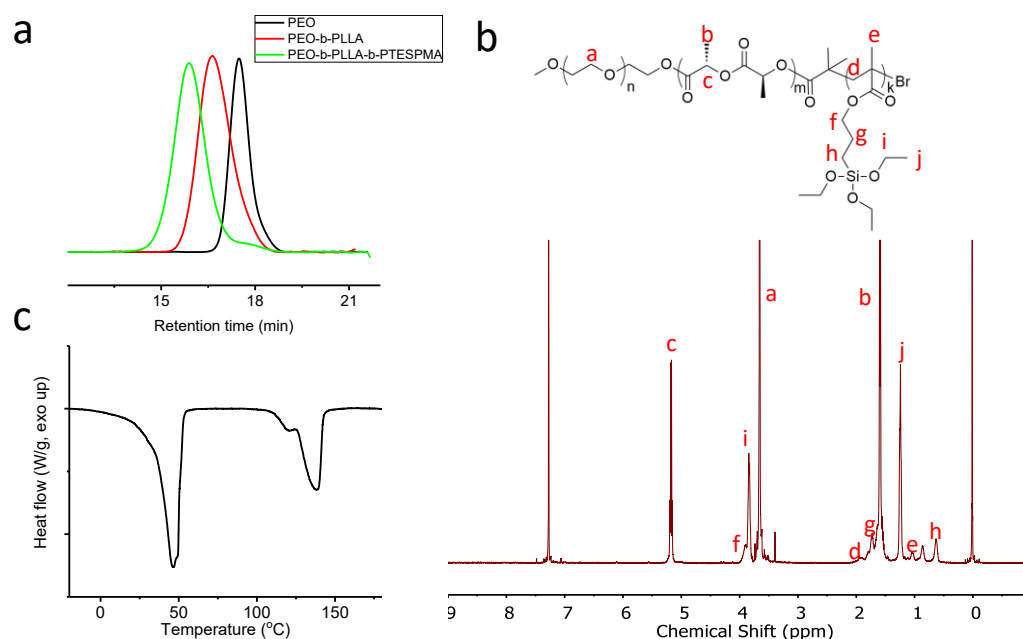 a
PEO
PEO-b-PLLA
PEO-b-PLLA-b-PTESPMA
15 18 21
Retention time (min)
b
b
e
a
d
O
O
O
O
O
O
O
n
c
O
O
m
O
k
Br
O
O
f
g
h
i
j
O
Si
O
O
a
b
c
j
i
f
d
g
e
h
9 8 7 6 5 4 3 2 1 0
Chemical Shift (ppm)
c
Heat flow (W/g, exo up)
0 50 100 150
Temperature (°C)